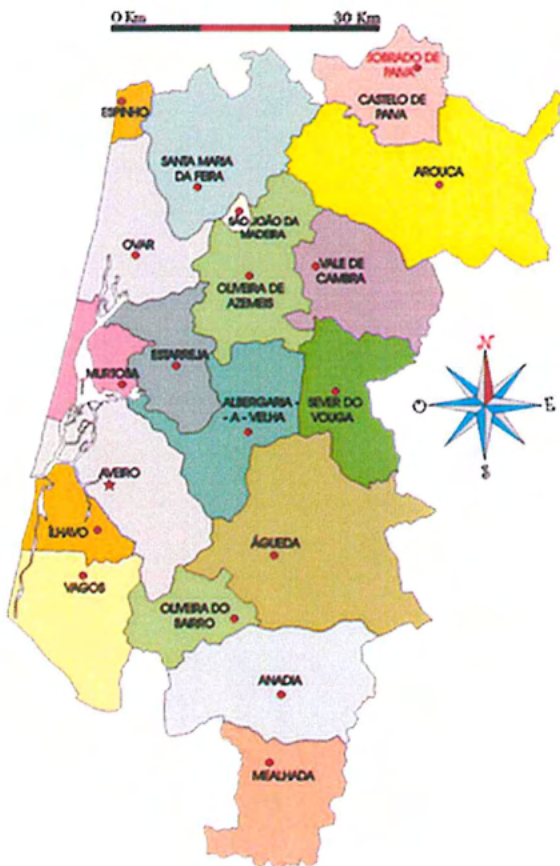 0 Km 30 Km
SOBRADO DE
PAIVA
CASTELO DE
PAIVA
ESPINHO
SANTA MARIA
DA FEIRA
AROUCA
SÃO JOÃO DA
MADEIRA
OVAR
VALE DE
CAMBRA
OLIVEIRA DE
AZEMEIS
ESTARREJA
MURTOSA
ALBERGARIA -
- A - VELHA
SEVER DO
VOUGA
N
O
E
S
AVEIRO
ÍLHAVO
ÁGUEDA
VAGOS
OLIVEIRA DO
BAIRRO
ANADIA
MEALHADA